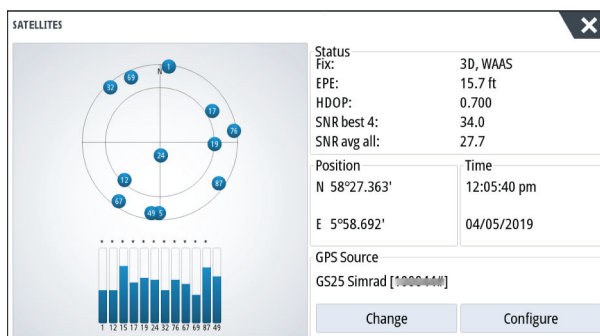 SATELLITES
Status
Fix: 3D, WAAS
EPE: 15.7 ft
HDOP: 0.700
SNR best 4: 34.0
SNR avg all: 27.7
Position
N 58°27.363'
E 5°58.692'
Time
12:05:40 pm
04/05/2019
GPS Source
GS25 Simrad
Change
Configure
N
1
69
32
17
76
19
24
12
87
67
49
5
* * * * * * * * * * *
1 12 15 17 19 24 32 76 67 69 87 49